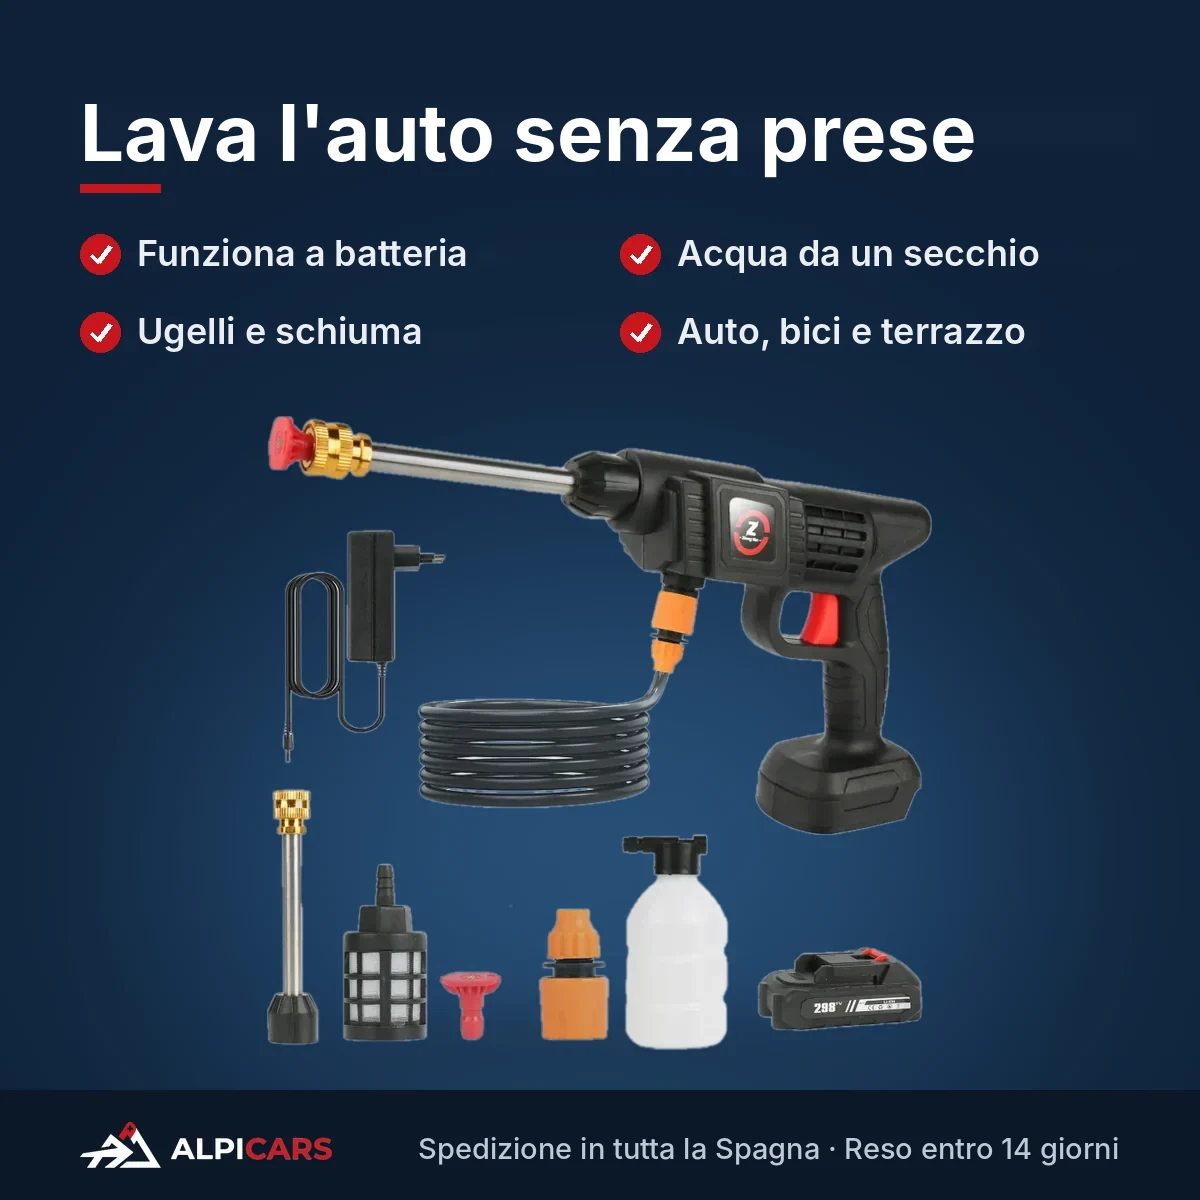 Lava l'auto senza prese
Funziona a batteria
Acqua da un secchio
Ugelli e schiuma
Auto, bici e terrazzo
Z
298
ALPICARS
Spedizione in tutta la Spagna · Reso entro 14 giorni